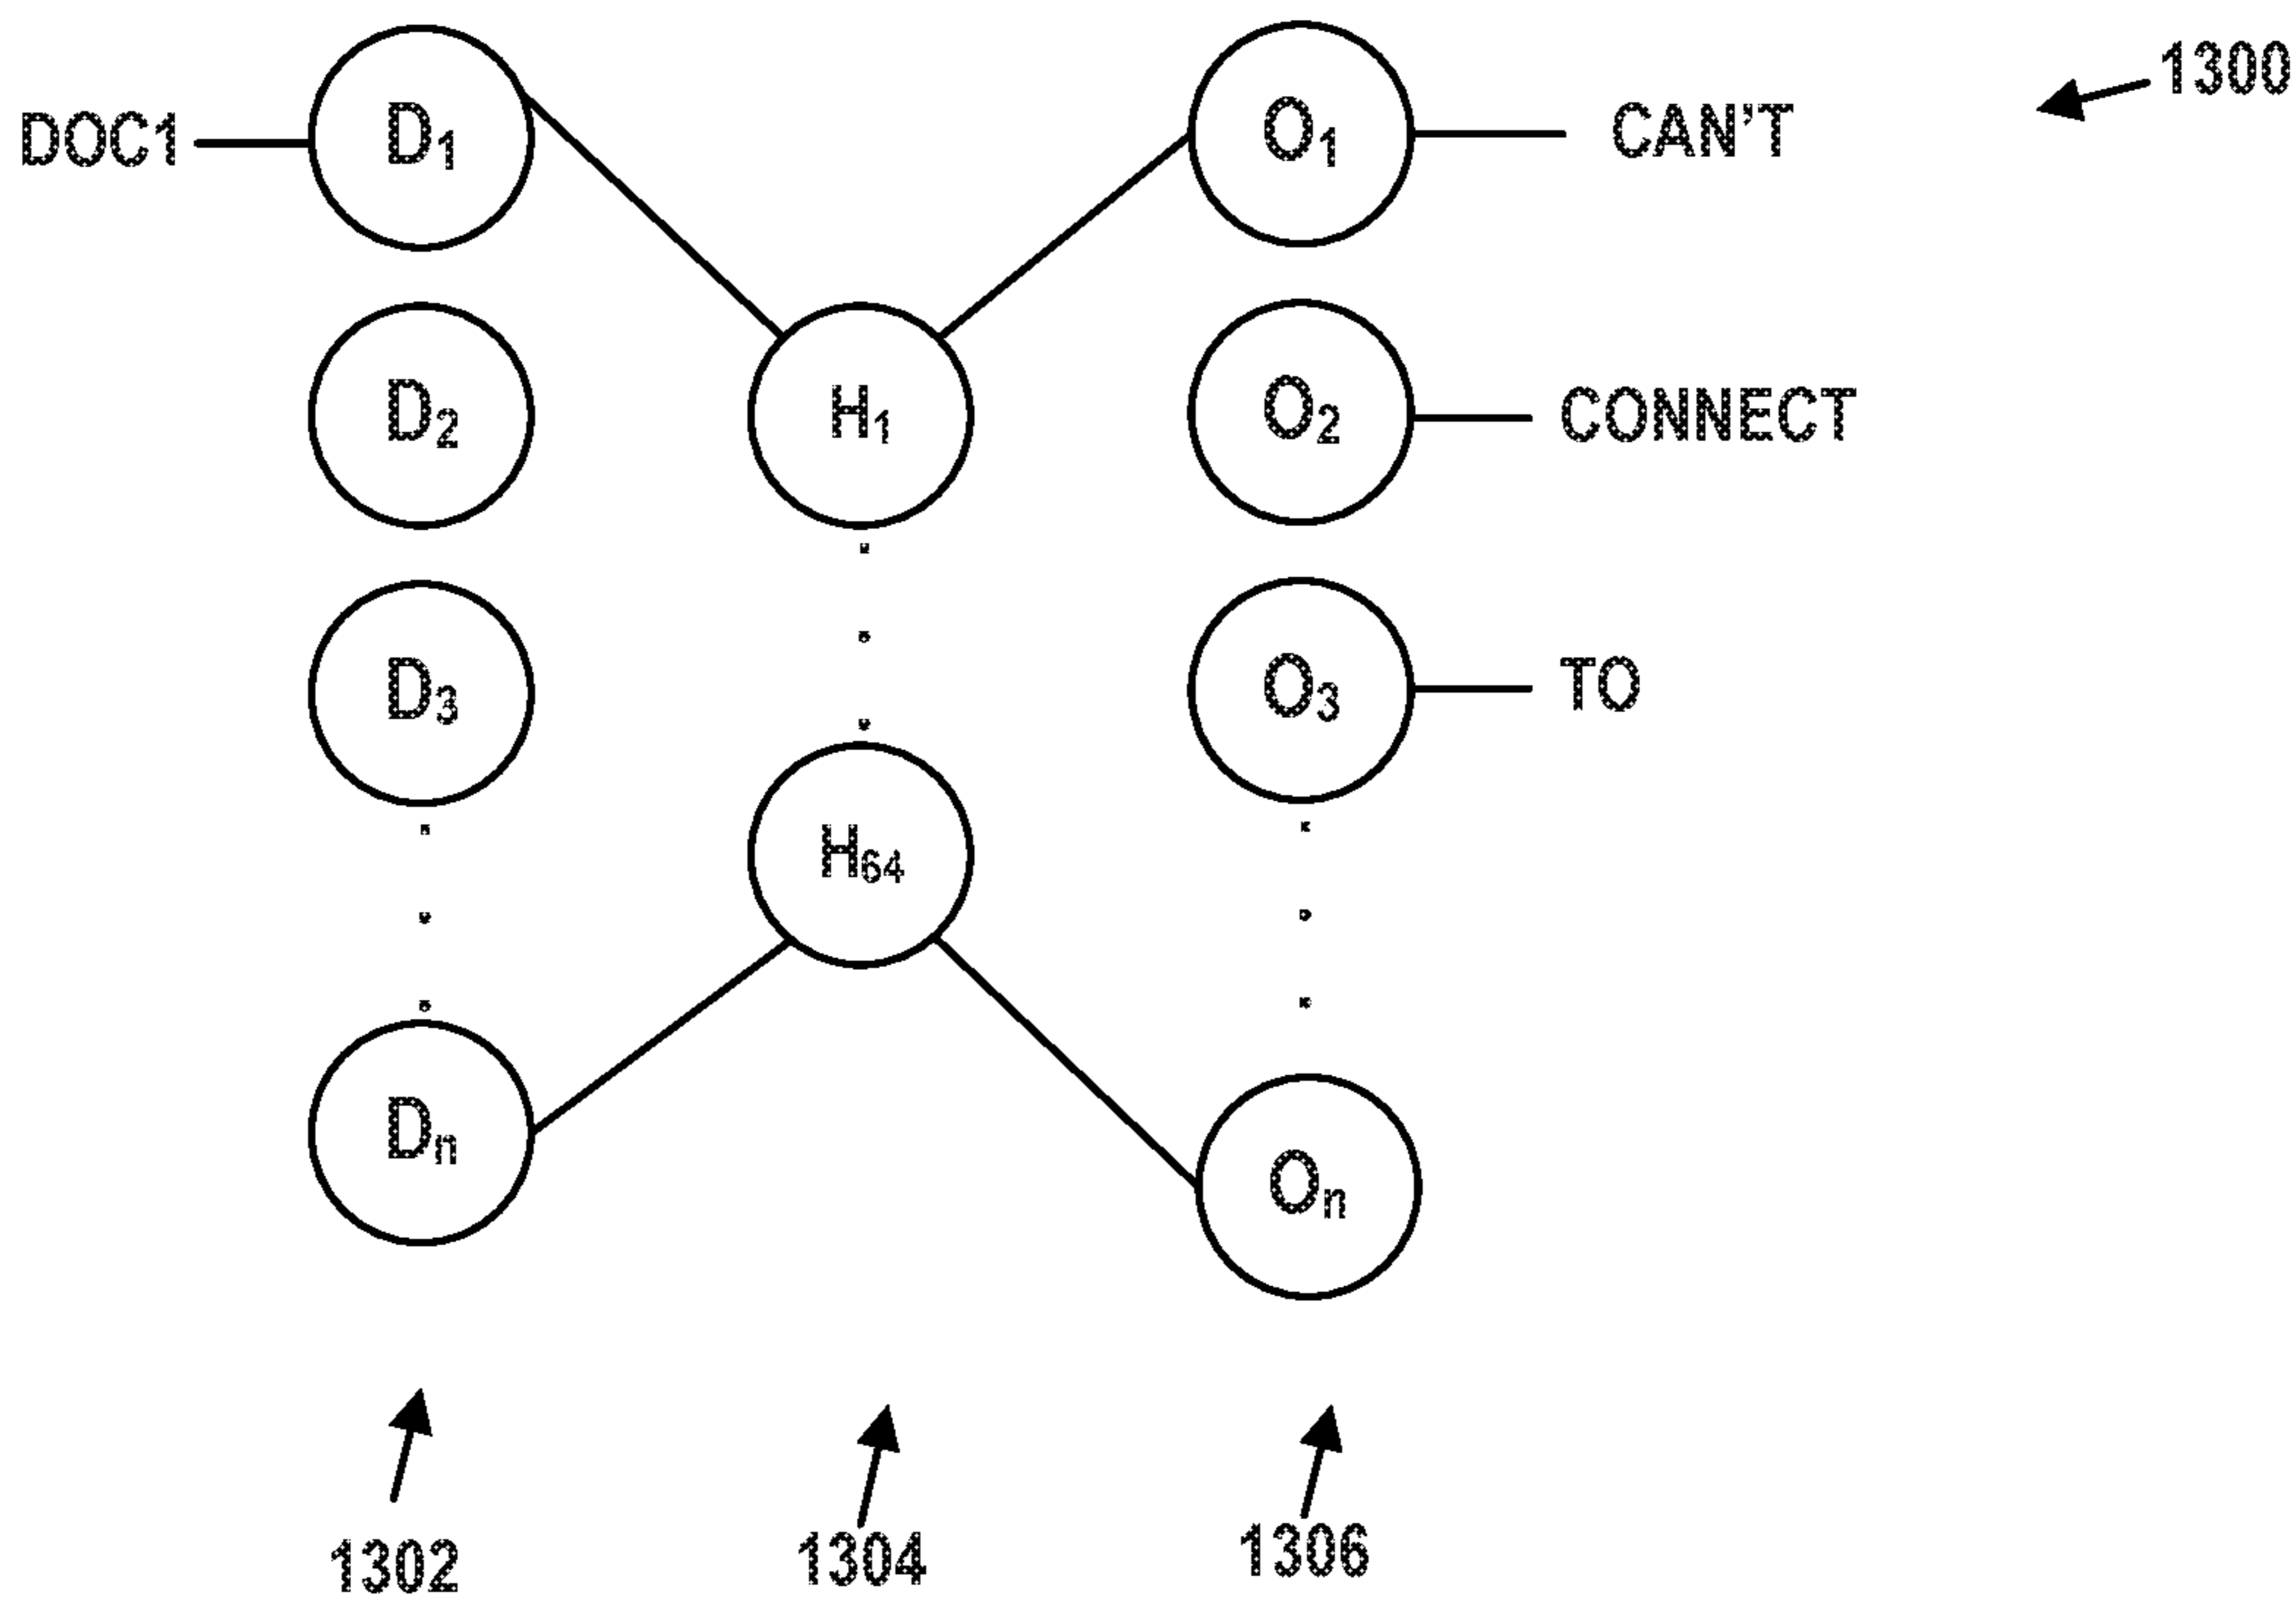 1300
DOC1 D1 O1 CAN'T
D2 H1 O2 CONNECT
D3 O3 TO
H64
Dn On
1302 1304 1306